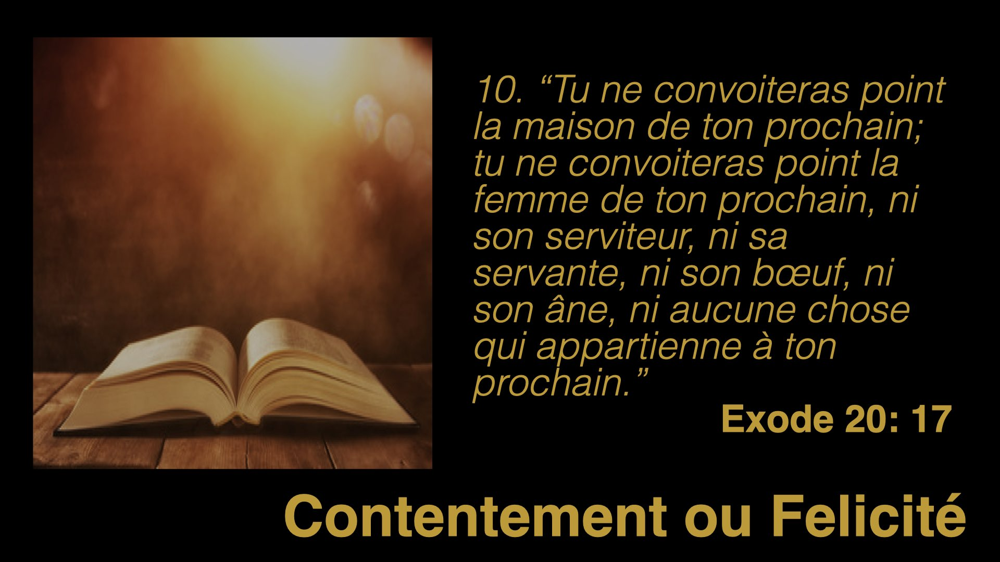 10. “Tu ne convoiteras point
la maison de ton prochain;
tu ne convoiteras point la
femme de ton prochain, ni
son serviteur, ni sa
servante, ni son bœuf, ni
son âne, ni aucune chose
qui appartienne à ton
prochain.”
Exode 20: 17
Contentement ou Felicité